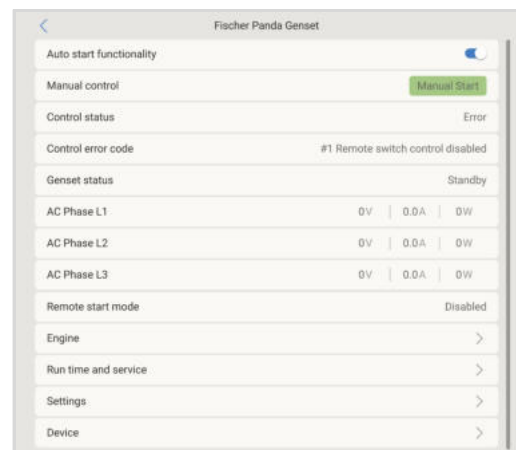 Fischer Panda Genset
Auto start functionality
Manual control Manual Start
Control status Error
Control error code #1 Remote switch control disabled
Genset status Standby
AC Phase L1 0V 0.0A 0W
AC Phase L2 0V 0.0A 0W
AC Phase L3 0V 0.0A 0W
Remote start mode Disabled
Engine
Run time and service
Settings
Device